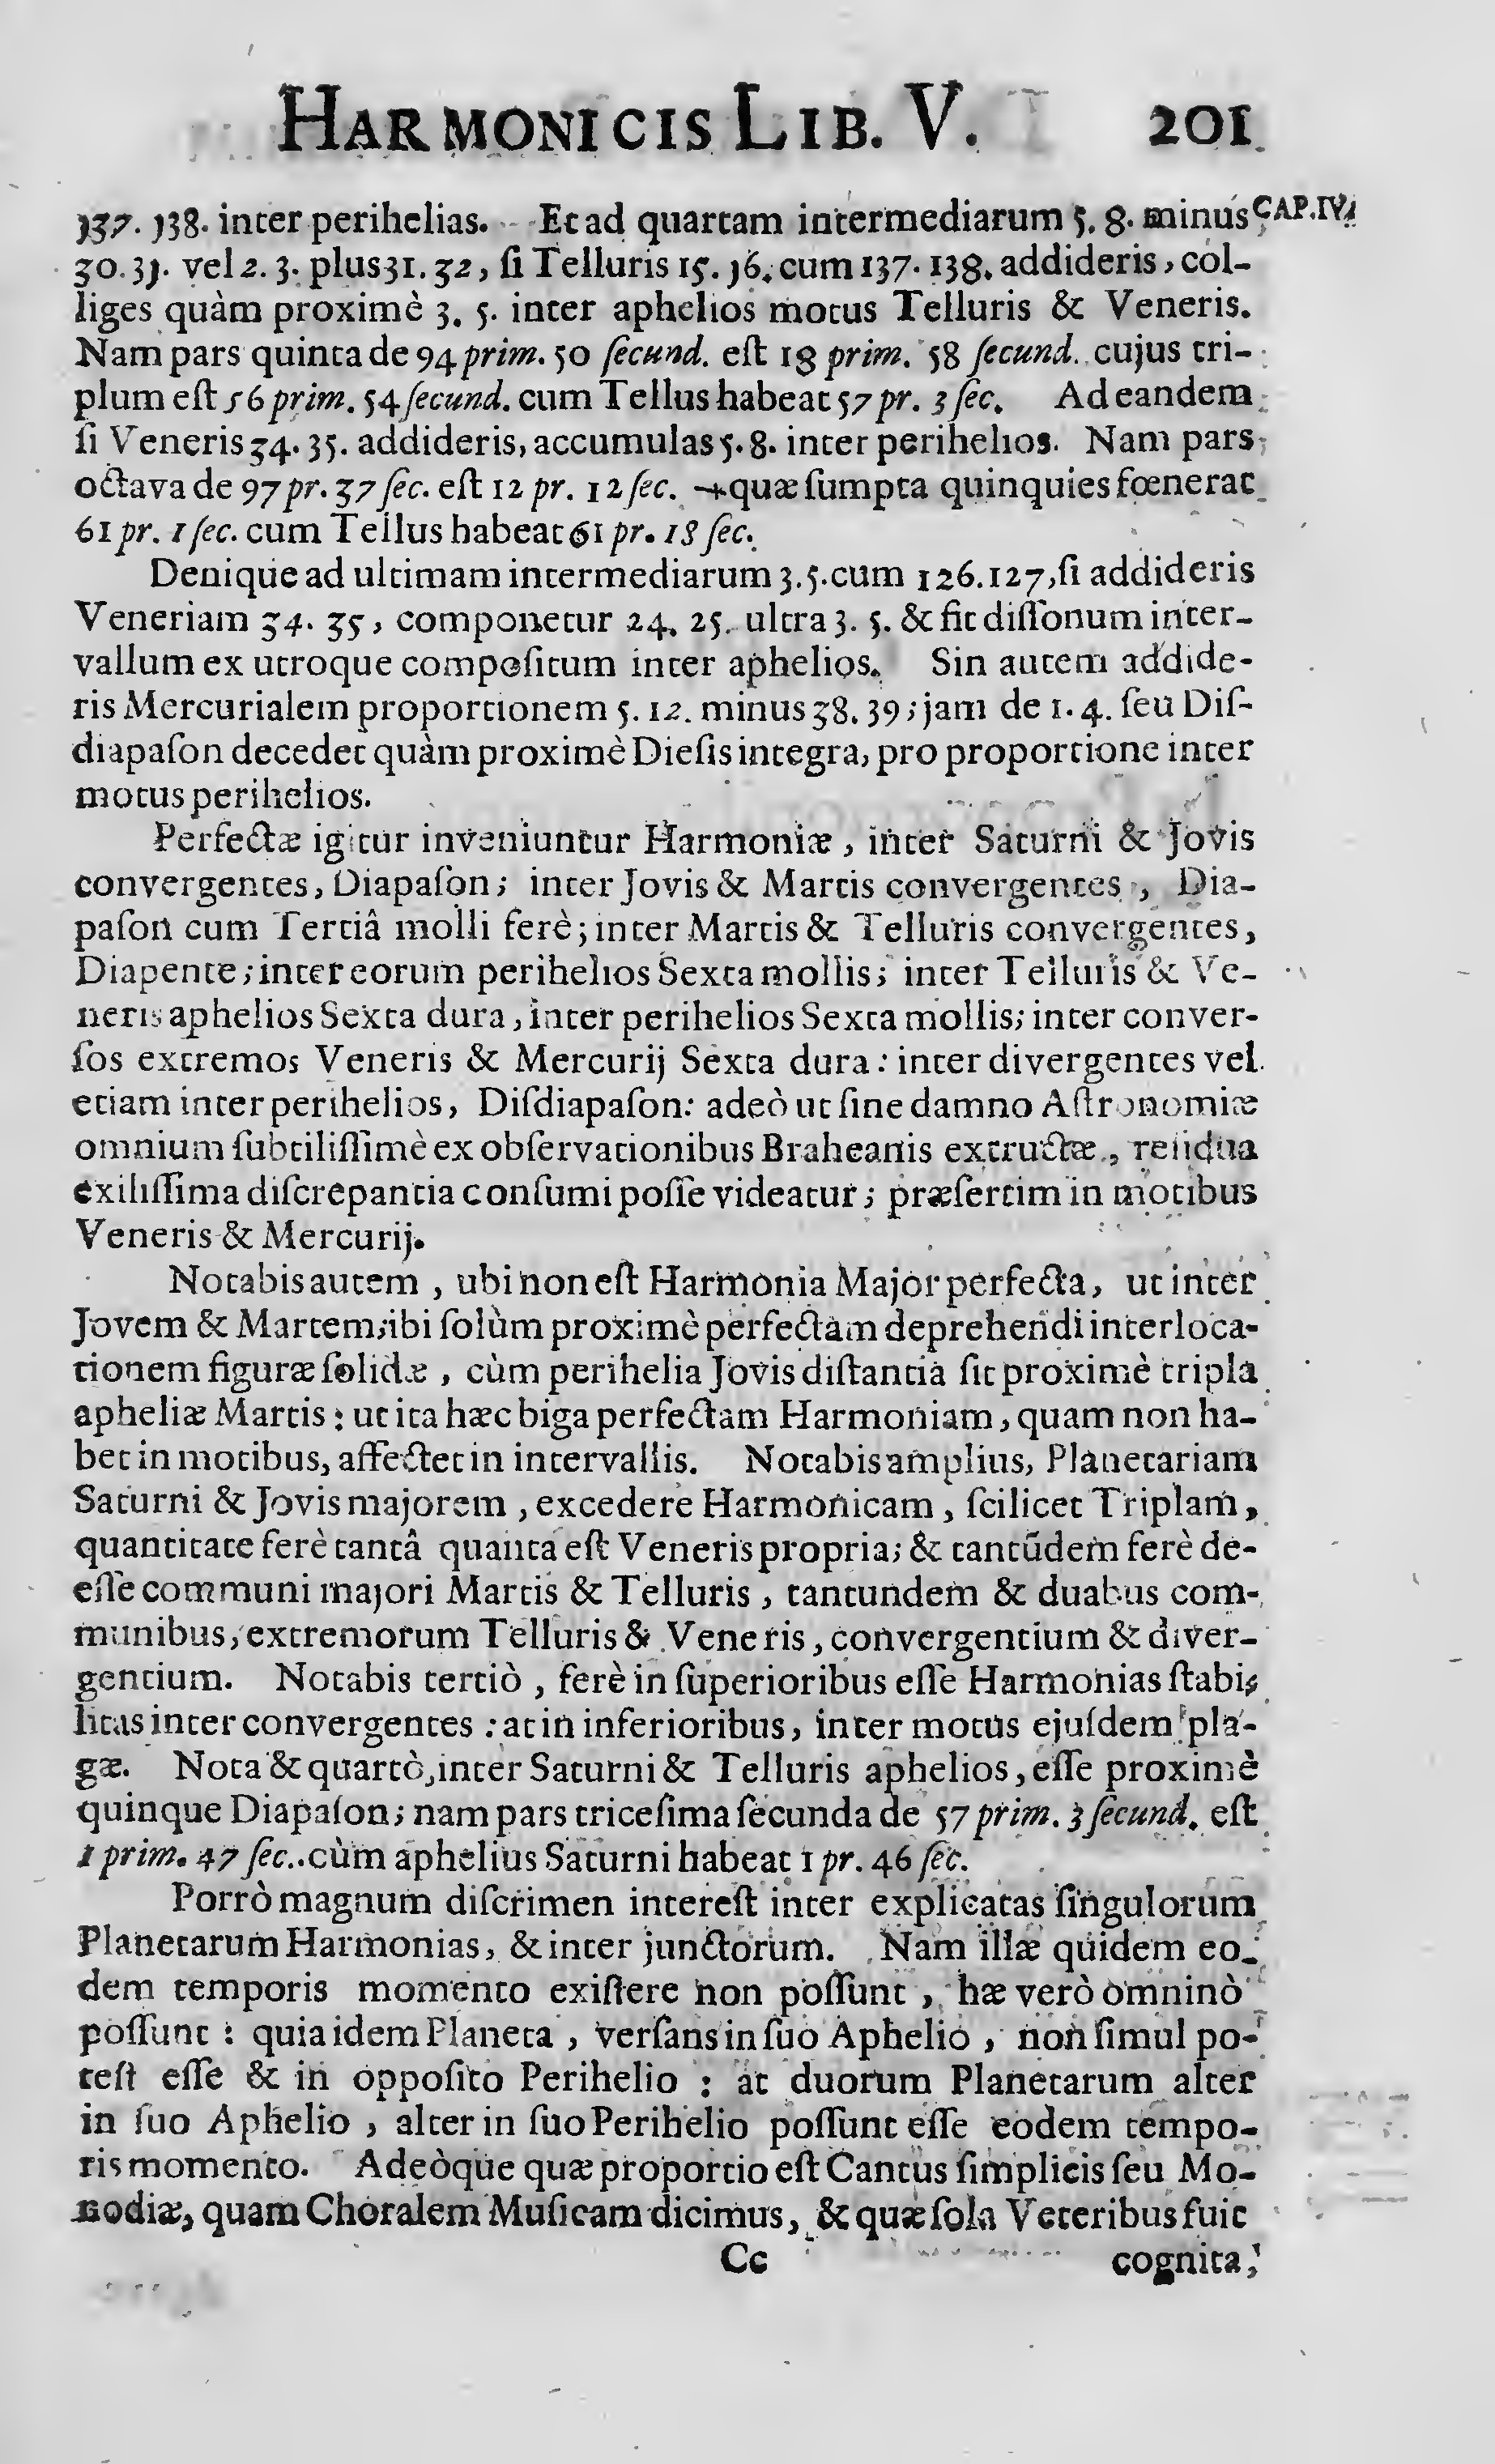 HARMONICIS LIB. V. 201
137. 138. inter perihelias. Et ad quartam intermediarum 5. 8. minus CAP. IV.
30. 31. vel 2. 3. plus 31. 32, ſi Telluris 15. 16. cum 137. 138. addideris, col-
liges quàm proximè 3. 5. inter aphelios motus Telluris & Veneris.
Nam pars quinta de 94 prim. 50 ſecund. eſt 18 prim. 58 ſecund. cujus tri-
plum eſt 56 prim. 54 ſecund. cum Tellus habeat 57 pr. 3 ſec. Ad eandem
ſi Veneris 34. 35. addideris, accumulas 5. 8. inter perihelios. Nam pars
octava de 97 pr. 37 ſec. eſt 12 pr. 12 ſec. -+ quæ ſumpta quinquies fœnerat
61 pr. 1 ſec. cum Tellus habeat 61 pr. 18 ſec.
Denique ad ultimam intermediarum 3. 5. cum 126. 127, ſi addideris
Veneriam 34. 35, componetur 24. 25. ultra 3. 5. & fit diſſonum inter-
vallum ex utroque compoſitum inter aphelios. Sin autem addide-
ris Mercurialem proportionem 5. 12. minus 38. 39; jam de 1. 4. ſeu Diſ-
diapaſon decedet quàm proximè Dieſis integra, pro proportione inter
motus perihelios.
Perfectæ igitur inveniuntur Harmoniæ, inter Saturni & Jovis
convergentes, Diapaſon; inter Jovis & Martis convergentes, Dia-
paſon cum Tertiâ molli ferè; inter Martis & Telluris convergentes,
Diapente; inter eorum perihelios Sexta mollis; inter Telluris & Ve-
neris aphelios Sexta dura, inter perihelios Sexta mollis; inter conver-
ſos extremos Veneris & Mercurij Sexta dura: inter divergentes vel
etiam inter perihelios, Diſdiapaſon: adeò ut ſine damno Aſtronomiæ
omnium ſubtiliſſimè ex obſervationibus Braheanis extructæ, reſidua
exiliſſima diſcrepantia conſumi poſſe videatur; præſertim in motibus
Veneris & Mercurij.
Notabis autem, ubi non eſt Harmonia Major perfecta, ut inter
Jovem & Martem; ibi ſolùm proximè perfectam deprehendi interloca-
tionem figuræ ſolidæ, cùm perihelia Jovis diſtantia ſit proximè tripla
apheliæ Martis: ut ita hæc biga perfectam Harmoniam, quam non ha-
bet in motibus, affectet in intervallis. Notabis amplius, Planetariam
Saturni & Jovis majorem, excedere Harmonicam, ſcilicet Triplam,
quantitate ferè tantâ quanta eſt Veneris propria; & tantũdem ferè de-
eſſe communi majori Martis & Telluris, tantundem & duabus com-
munibus, extremorum Telluris & Veneris, convergentium & diver-
gentium. Notabis tertiò, ferè in ſuperioribus eſſe Harmonias ſtabi-
litas inter convergentes: at in inferioribus, inter motus ejuſdem pla-
gæ. Nota & quartò, inter Saturni & Telluris aphelios, eſſe proximè
quinque Diapaſon; nam pars triceſima ſecunda de 57 prim. 3 ſecund. eſt
1 prim. 47 ſec. cùm aphelius Saturni habeat 1 pr. 46 ſec.
Porrò magnum diſcrimen intereſt inter explicatas ſingulorum
Planetarum Harmonias, & inter junctorum. Nam illæ quidem eo-
dem temporis momento exiſtere non poſſunt, hæ verò omninò
poſſunt: quia idem Planeta, verſans in ſuo Aphelio, non ſimul po-
teſt eſſe & in oppoſito Perihelio: at duorum Planetarum alter
in ſuo Aphelio, alter in ſuo Perihelio poſſunt eſſe eodem tempo-
ris momento. Adeòque quæ proportio eſt Cantus ſimplicis ſeu Mo-
nodiæ, quam Choralem Muſicam dicimus, & quæ ſola Veteribus fuit
Cc cognita,